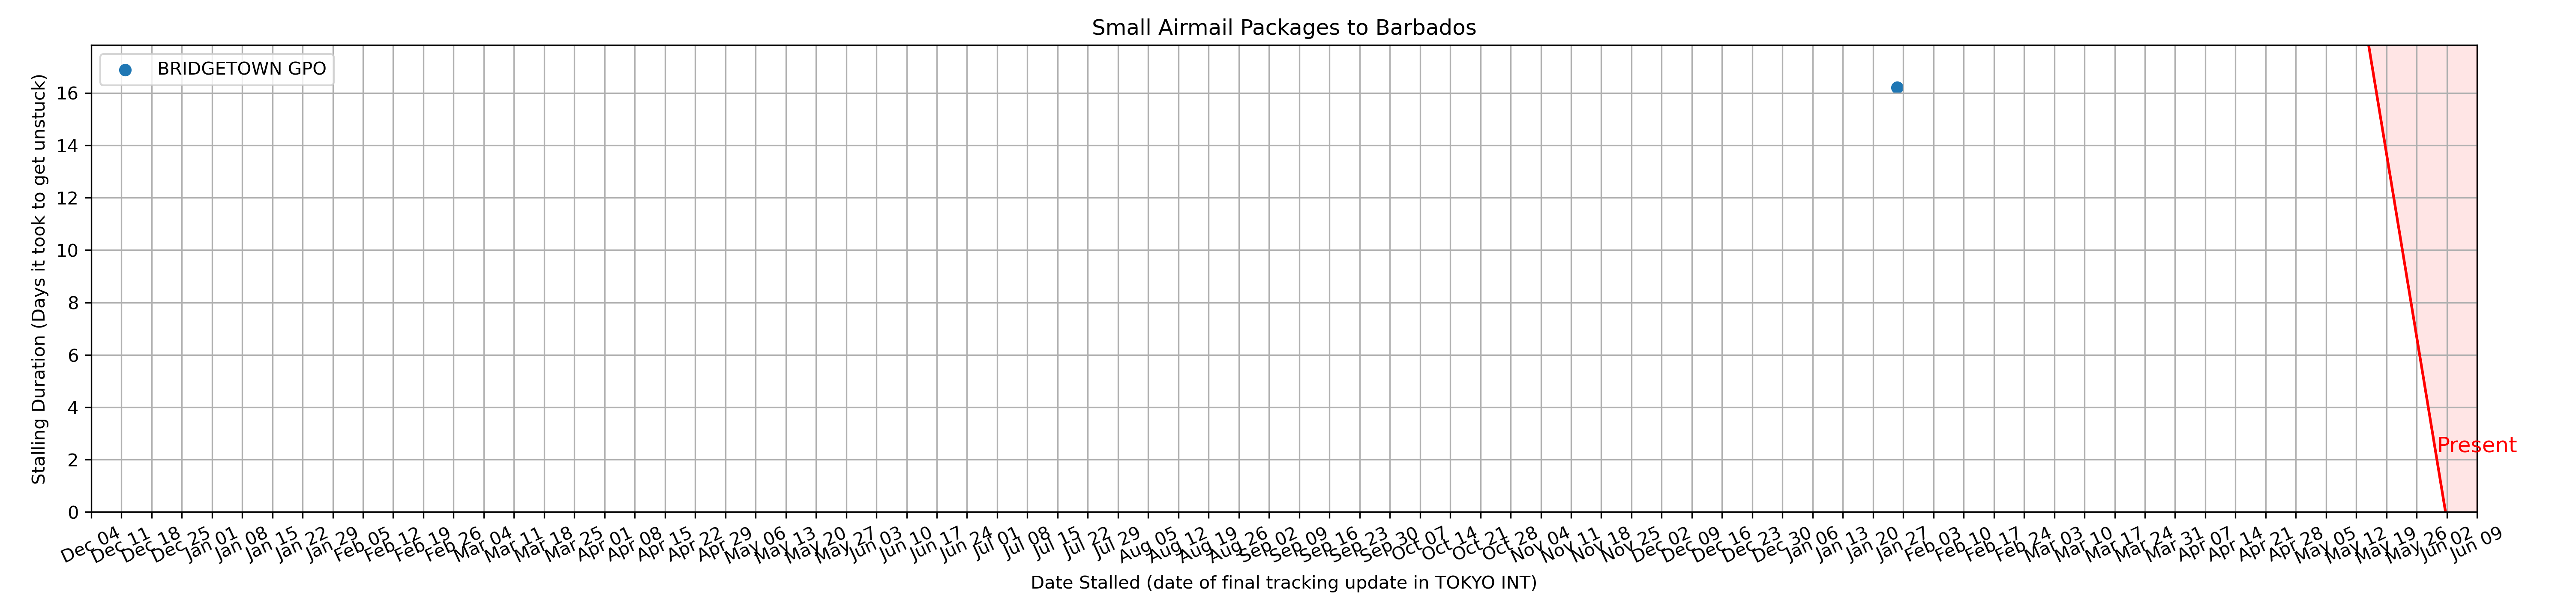 Small Airmail Packages to Barbados
BRIDGETOWN GPO
Stalling Duration (Days it took to get unstuck)
16
14
12
10
8
6
4
2
0
Present
Dec 04
Dec 11
Dec 18
Dec 25
Jan 01
Jan 08
Jan 15
Jan 22
Jan 29
Feb 05
Feb 12
Feb 19
Feb 26
Mar 04
Mar 11
Mar 18
Mar 25
Apr 01
Apr 08
Apr 15
Apr 22
Apr 29
May 06
May 13
May 20
May 27
Jun 03
Jun 10
Jun 17
Jun 24
Jul 01
Jul 08
Jul 15
Jul 22
Jul 29
Aug 05
Aug 12
Aug 19
Aug 26
Sep 02
Sep 09
Sep 16
Sep 23
Sep 30
Oct 07
Oct 14
Oct 21
Oct 28
Nov 04
Nov 11
Nov 18
Nov 25
Dec 02
Dec 09
Dec 16
Dec 23
Dec 30
Jan 06
Jan 13
Jan 20
Jan 27
Feb 03
Feb 10
Feb 17
Feb 24
Mar 03
Mar 10
Mar 17
Mar 24
Mar 31
Apr 07
Apr 14
Apr 21
Apr 28
May 05
May 12
May 19
May 26
Jun 02
Jun 09
Date Stalled (date of final tracking update in TOKYO INT)